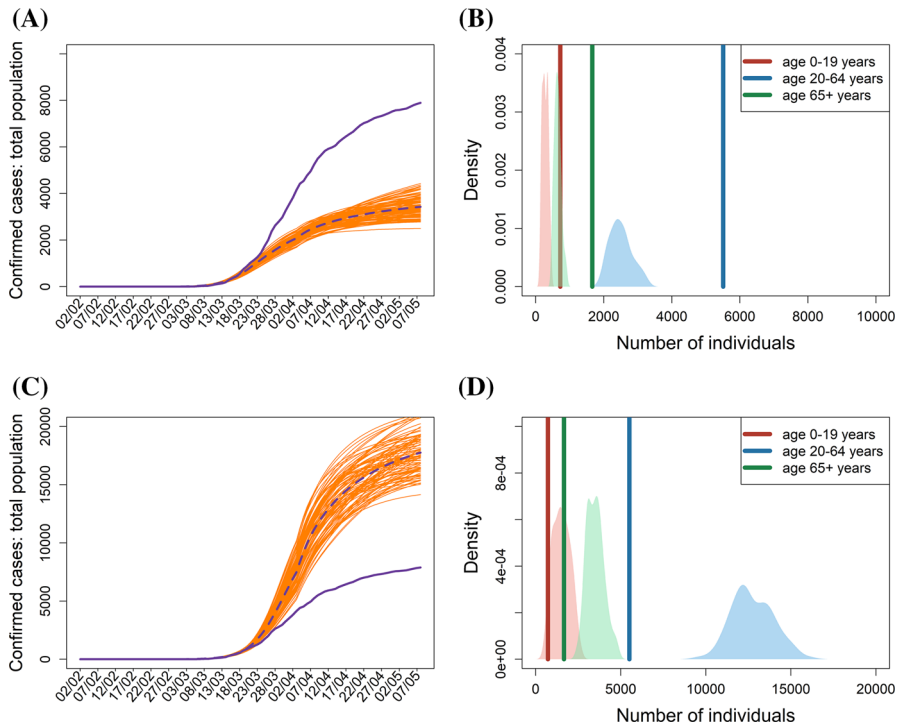 (A)
Confirmed cases: total population
0 2000 4000 6000 8000
02/02 07/02 12/02 17/02 22/02 27/02 03/03 08/03 13/03 18/03 23/03 28/03 02/04 07/04 12/04 17/04 22/04 27/04 02/05 07/05
(B)
Density
0.000 0.001 0.002 0.003 0.004
age 0-19 years
age 20-64 years
age 65+ years
0 2000 4000 6000 8000 10000
Number of individuals
(C)
Confirmed cases: total population
0 5000 10000 15000 20000
02/02 07/02 12/02 17/02 22/02 27/02 03/03 08/03 13/03 18/03 23/03 28/03 02/04 07/04 12/04 17/04 22/04 27/04 02/05 07/05
(D)
Density
0e+00 4e-04 8e-04
age 0-19 years
age 20-64 years
age 65+ years
0 5000 10000 15000 20000
Number of individuals